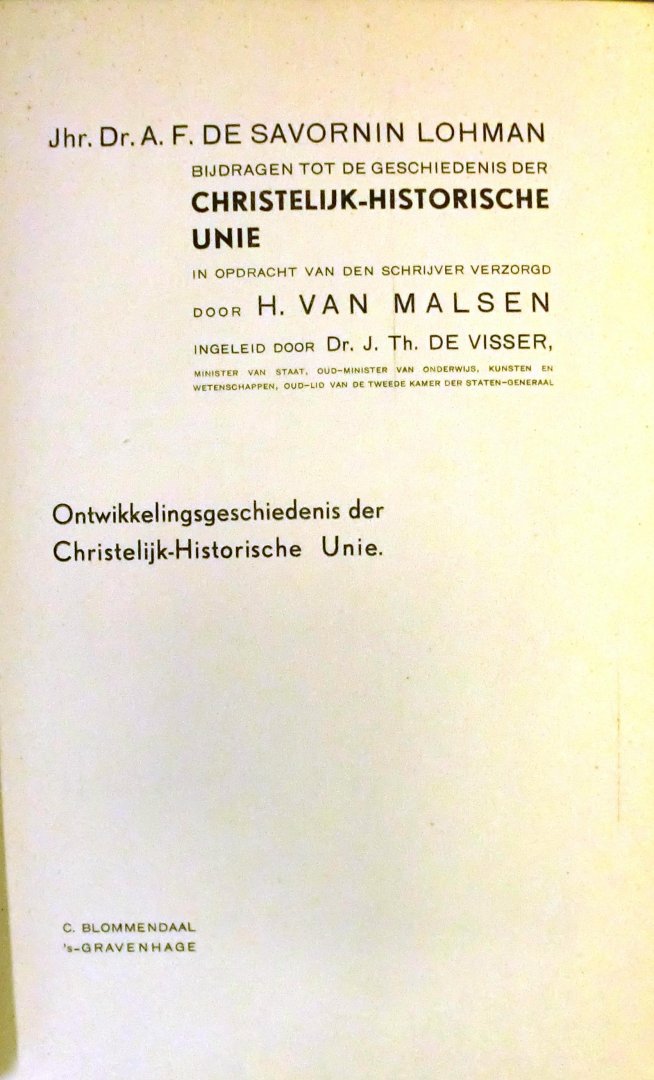 Jhr. Dr. A. F. DE SAVORNIN LOHMAN
BIJDRAGEN TOT DE GESCHIEDENIS DER
CHRISTELIJK-HISTORISCHE
UNIE
IN OPDRACHT VAN DEN SCHRIJVER VERZORGD
DOOR H. VAN MALSEN
INGELEID DOOR Dr. J. Th. DE VISSER,
MINISTER VAN STAAT, OUD-MINISTER VAN ONDERWIJS, KUNSTEN EN
WETENSCHAPPEN, OUD-LID VAN DE TWEEDE KAMER DER STATEN-GENERAAL
Ontwikkelingsgeschiedenis der
Christelijk-Historische Unie.
C. BLOMMENDAAL
's-GRAVENHAGE